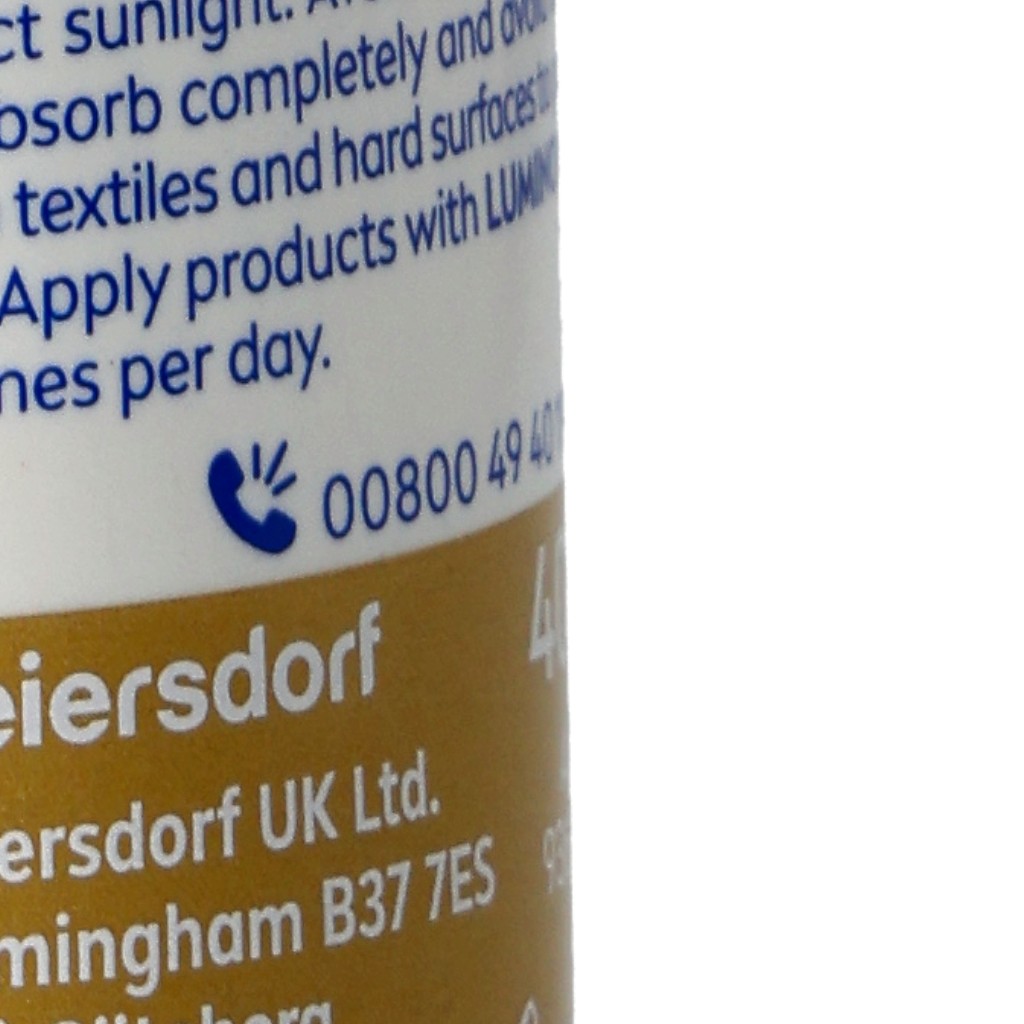 ct sunlight.
bsorb completely and
textiles and hard surfaces
Apply products with
nes per day.
00800 49 40
eiersdorf
40
ersdorf UK Ltd.
mingham B37 7ES